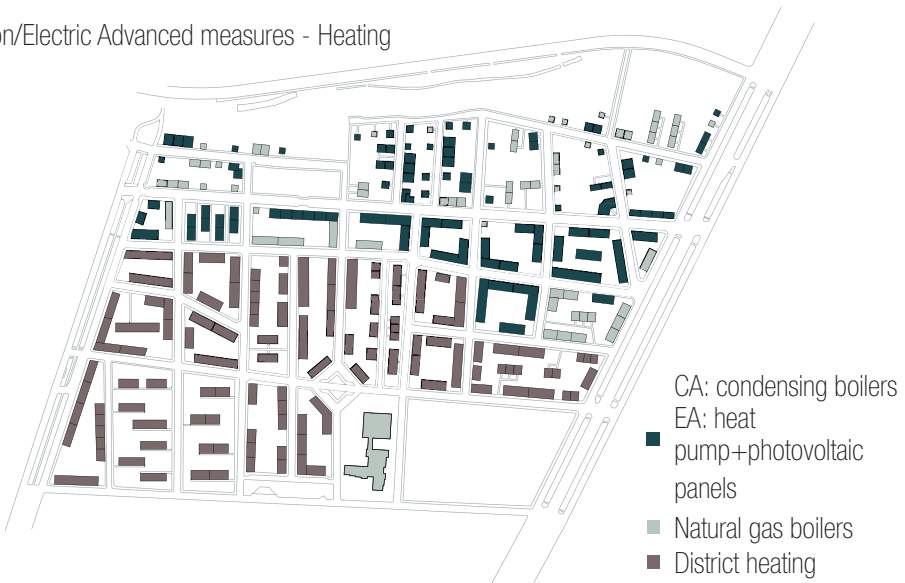 on/Electric Advanced measures - Heating
CA: condensing boilers
EA: heat
pump+photovoltaic
panels
Natural gas boilers
District heating